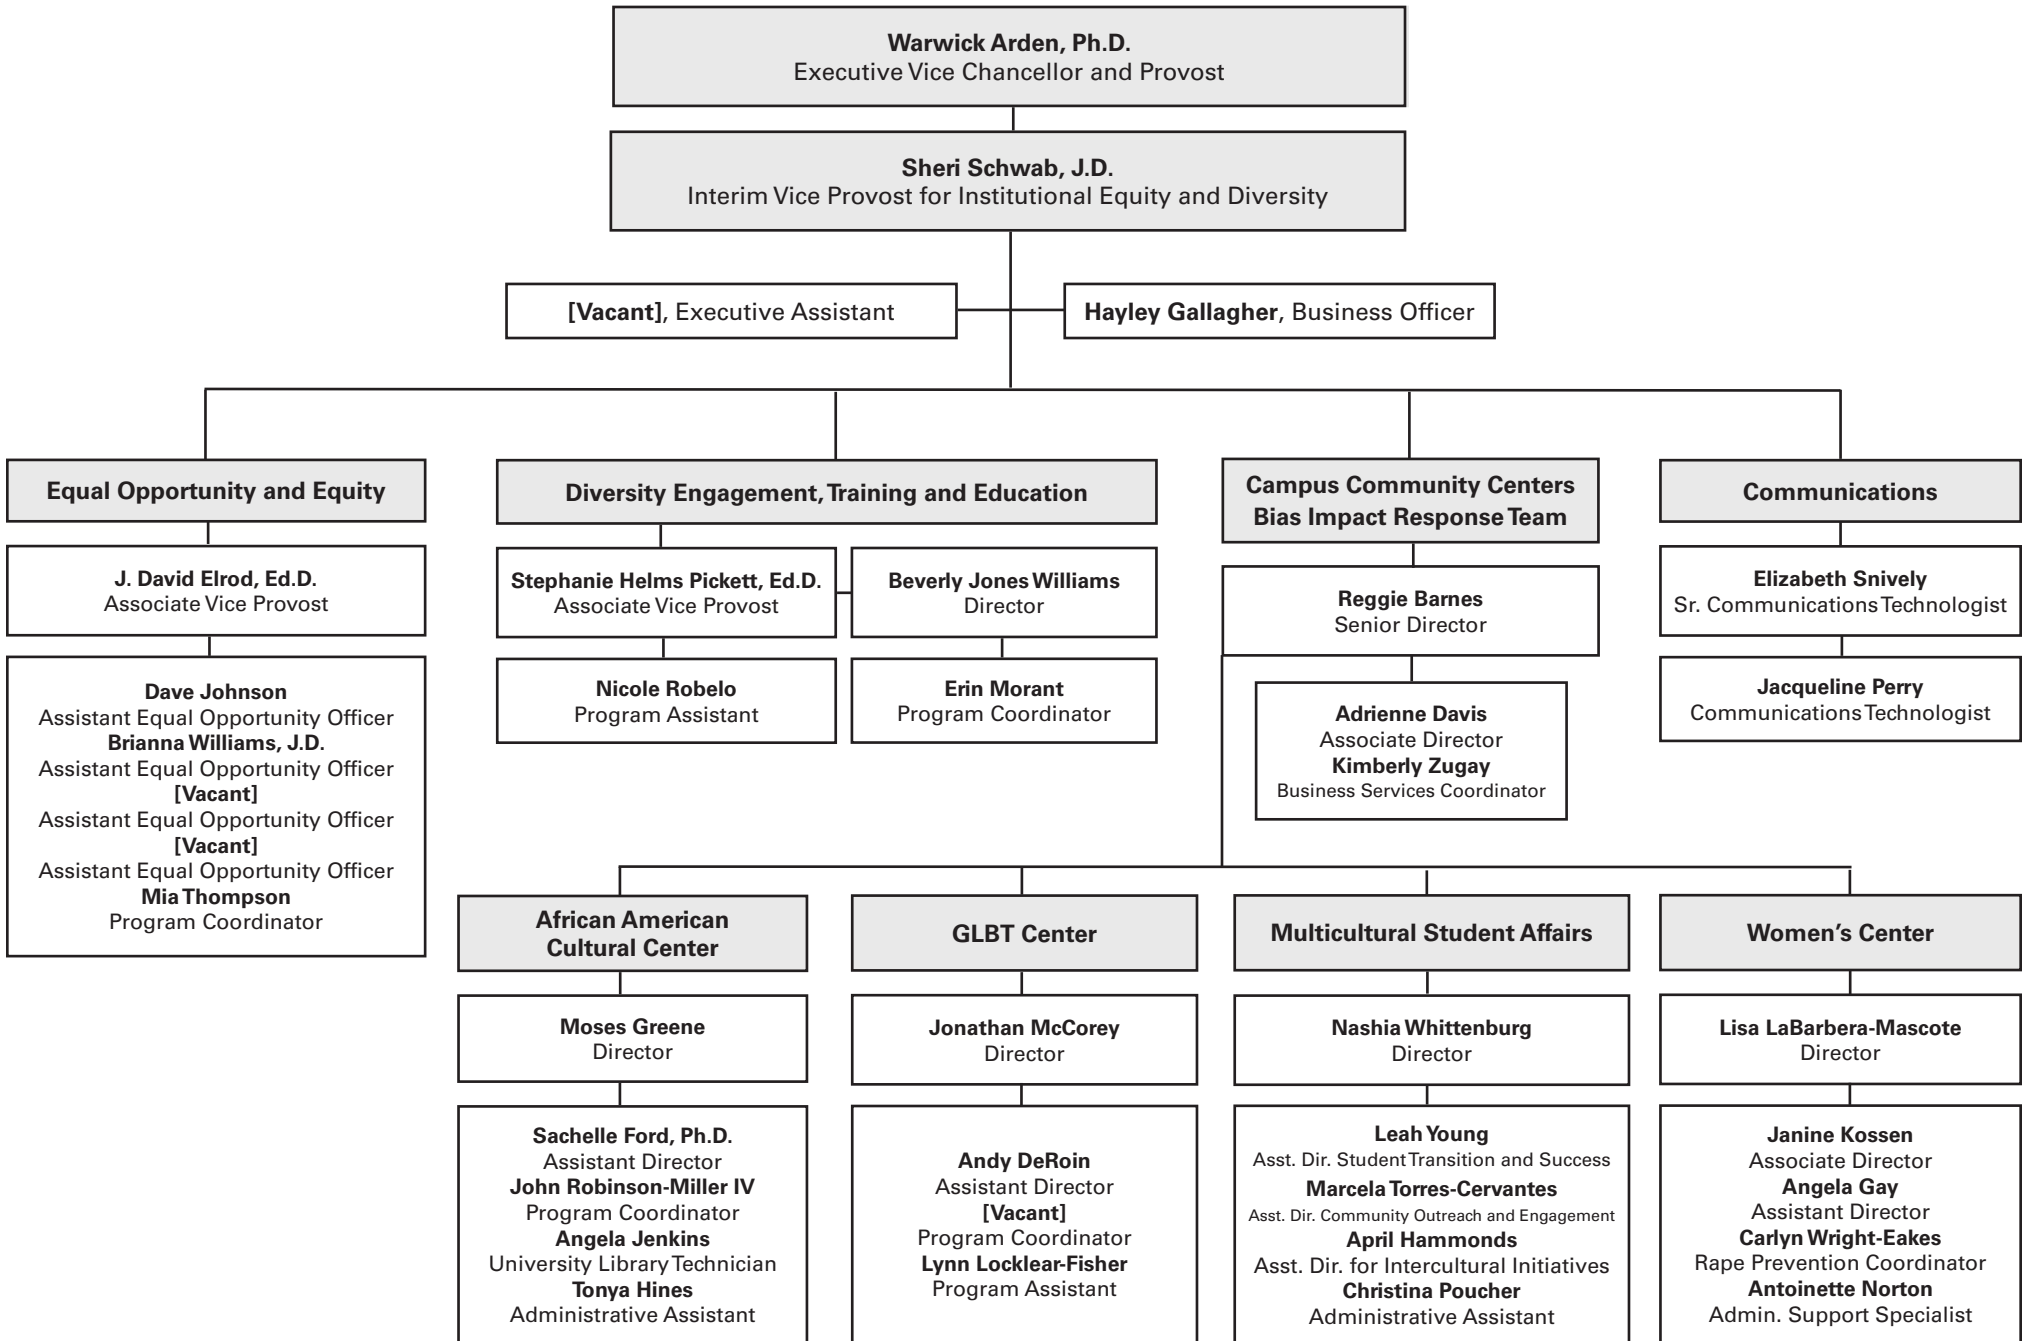 Warwick Arden, Ph.D.
Executive Vice Chancellor and Provost
Sheri Schwab, J.D.
Interim Vice Provost for Institutional Equity and Diversity
[Vacant], Executive Assistant
Hayley Gallagher, Business Officer
Equal Opportunity and Equity
J. David Elrod, Ed.D.
Associate Vice Provost
Dave Johnson
Assistant Equal Opportunity Officer
Brianna Williams, J.D.
Assistant Equal Opportunity Officer
[Vacant]
Assistant Equal Opportunity Officer
[Vacant]
Assistant Equal Opportunity Officer
Mia Thompson
Program Coordinator
Diversity Engagement, Training and Education
Stephanie Helms Pickett, Ed.D.
Associate Vice Provost
Beverly Jones Williams
Director
Nicole Robelo
Program Assistant
Erin Morant
Program Coordinator
Campus Community Centers
Bias Impact Response Team
Reggie Barnes
Senior Director
Adrienne Davis
Associate Director
Kimberly Zugay
Business Services Coordinator
Communications
Elizabeth Snively
Sr. Communications Technologist
Jacqueline Perry
Communications Technologist
African American
Cultural Center
Moses Greene
Director
Sachelle Ford, Ph.D.
Assistant Director
John Robinson-Miller IV
Program Coordinator
Angela Jenkins
University Library Technician
Tonya Hines
Administrative Assistant
GLBT Center
Jonathan McCorey
Director
Andy DeRoin
Assistant Director
[Vacant]
Program Coordinator
Lynn Locklear-Fisher
Program Assistant
Multicultural Student Affairs
Nashia Whittenburg
Director
Leah Young
Asst. Dir. Student Transition and Success
Marcela Torres-Cervantes
Asst. Dir. Community Outreach and Engagement
April Hammonds
Asst. Dir. for Intercultural Initiatives
Christina Poucher
Administrative Assistant
Women's Center
Lisa LaBarbera-Mascote
Director
Janine Kossen
Associate Director
Angela Gay
Assistant Director
Carlyn Wright-Eakes
Rape Prevention Coordinator
Antoinette Norton
Admin. Support Specialist